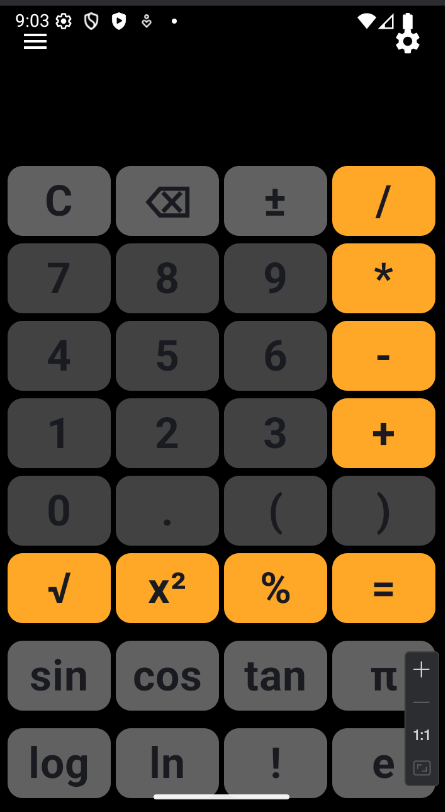 9:03
C ⌫ ± /
7 8 9 *
4 5 6 -
1 2 3 +
0 . ( )
√ x² % =
sin cos tan π
1:1
log ln ! e